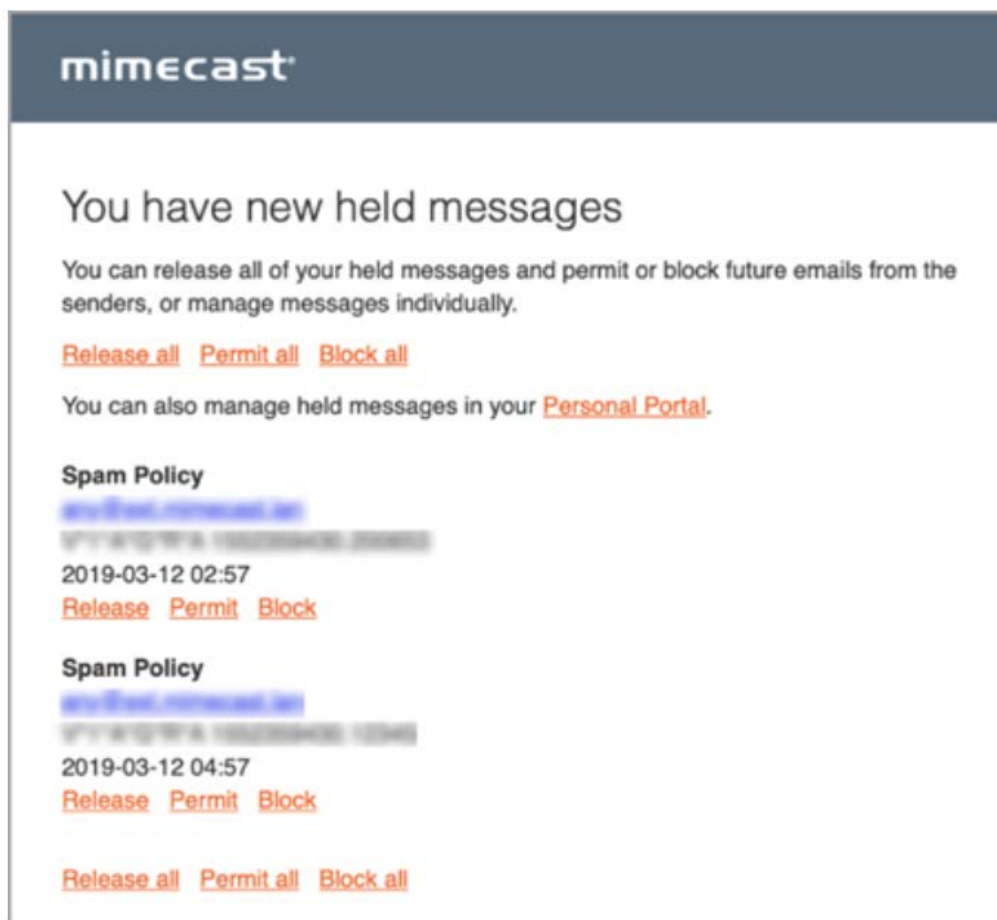 mimecast
You have new held messages
You can release all of your held messages and permit or block future emails from the
senders, or manage messages individually.
Release all Permit all Block all
You can also manage held messages in your Personal Portal.
Spam Policy
2019-03-12 02:57
Release Permit Block
Spam Policy
2019-03-12 04:57
Release Permit Block
Release all Permit all Block all